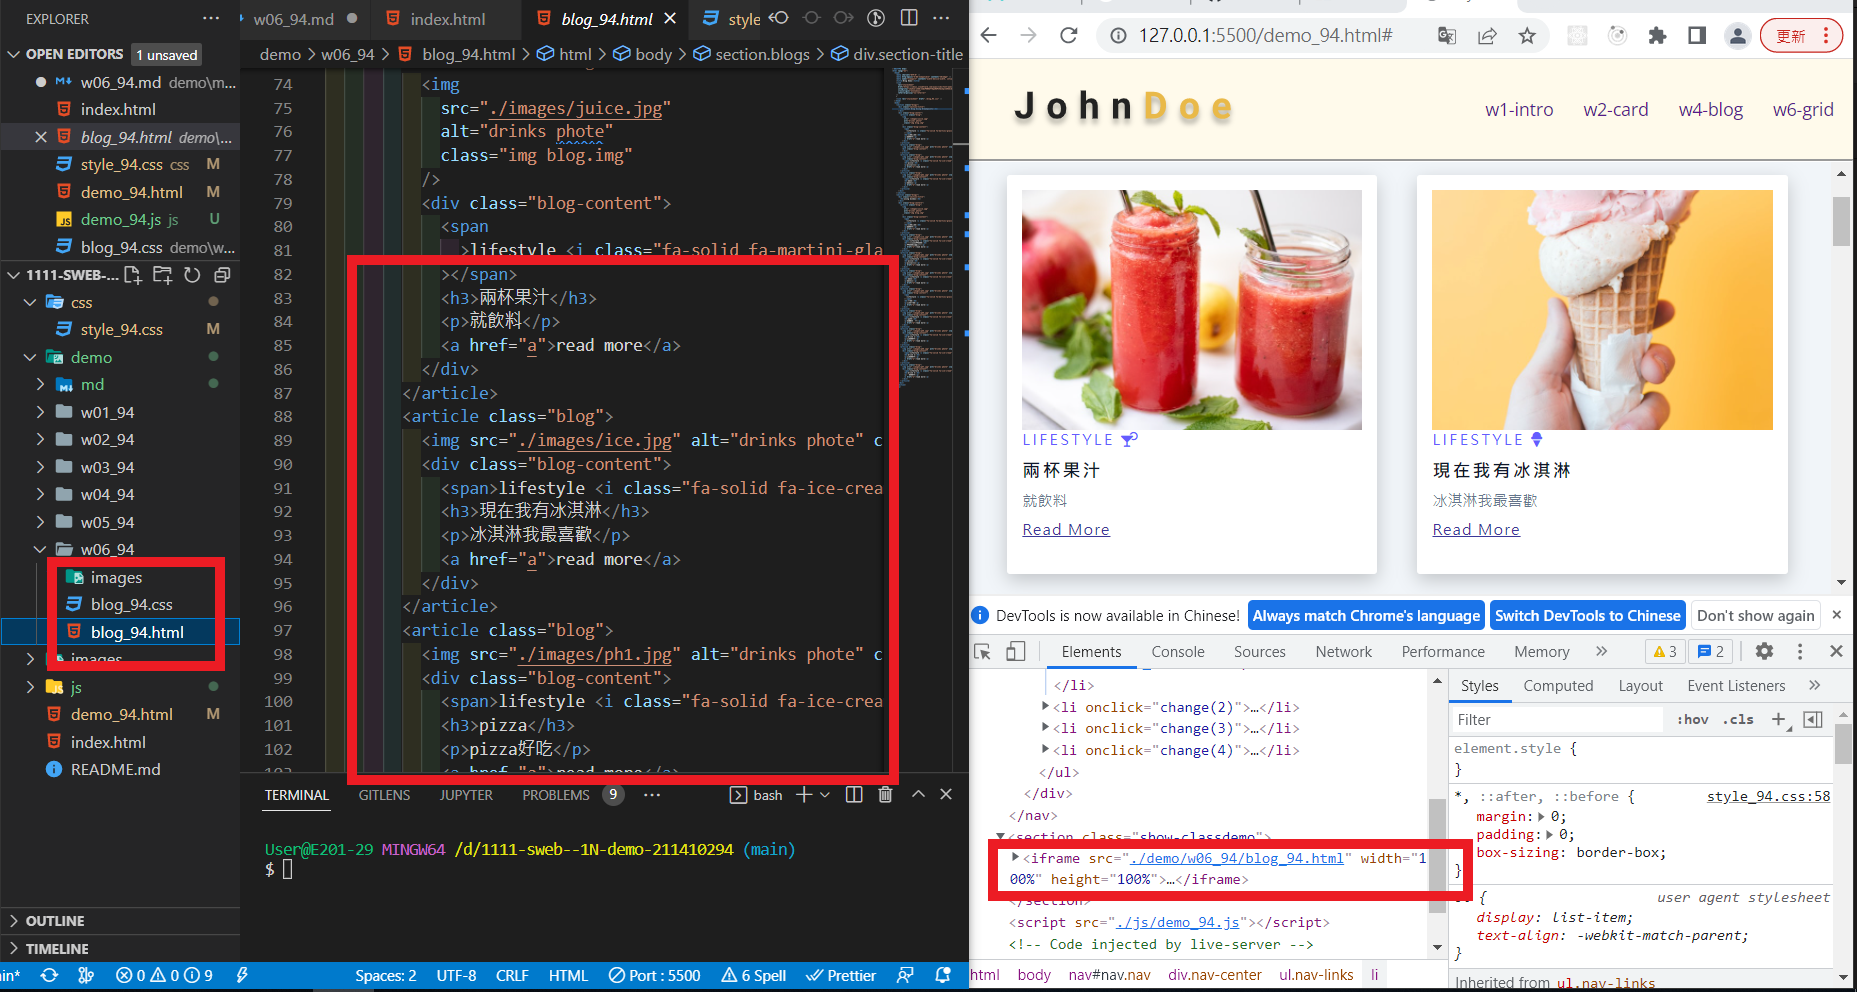 EXPLORER
OPEN EDITORS 1 unsaved
w06_94.md demo\m...
index.html
blog_94.html demo\...
style_94.css css M
demo_94.html M
demo_94.js js U
blog_94.css demo\w...
1111-SWEB-...
css
style_94.css M
demo
md
w01_94
w02_94
w03_94
w04_94
w05_94
w06_94
images
blog_94.css
blog_94.html
images
js
demo_94.html M
index.html
README.md
OUTLINE
TIMELINE
w06_94.md index.html blog_94.html style
demo > w06_94 > blog_94.html > html > body > section.blogs > div.section-title
74 <img
75 src="./images/juice.jpg"
76 alt="drinks phote"
77 class="img blog.img"
78 />
79 <div class="blog-content">
80 <span
81 >lifestyle <i class="fa-solid fa-martini-gla
82 ></span>
83 <h3>兩杯果汁</h3>
84 <p>就飲料</p>
85 <a href="a">read more</a>
86 </div>
87 </article>
88 <article class="blog">
89 <img src="./images/ice.jpg" alt="drinks phote" c
90 <div class="blog-content">
91 <span>lifestyle <i class="fa-solid fa-ice-crea
92 <h3>現在我有冰淇淋</h3>
93 <p>冰淇淋我最喜歡</p>
94 <a href="a">read more</a>
95 </div>
96 </article>
97 <article class="blog">
98 <img src="./images/ph1.jpg" alt="drinks phote" c
99 <div class="blog-content">
100 <span>lifestyle <i class="fa-solid fa-ice-crea
101 <h3>pizza</h3>
102 <p>pizza好吃</p>
103 <a href="a">read more</a>
TERMINAL GITLENS JUPYTER PROBLEMS 9 ... bash
User@E201-29 MINGW64 /d/1111-sweb--1N-demo-211410294 (main)
$
in* 0 0 9 Spaces: 2 UTF-8 CRLF HTML Port : 5500 6 Spell Prettier
127.0.0.1:5500/demo_94.html# 更新
JohnDoe w1-intro w2-card w4-blog w6-grid
LIFESTYLE
兩杯果汁
就飲料
Read More
LIFESTYLE
現在我有冰淇淋
冰淇淋我最喜歡
Read More
DevTools is now available in Chinese! Always match Chrome's language Switch DevTools to Chinese Don't show again
Elements Console Sources Network Performance Memory 3 2
</li>
<li onclick="change(2)">…</li>
<li onclick="change(3)">…</li>
<li onclick="change(4)">…</li>
</ul>
</div>
</nav>
<section class="show-classdemo">
<iframe src="./demo/w06_94/blog_94.html" width="1
00%" height="100%">…</iframe>
</section>
<script src="./js/demo_94.js"></script>
<!-- Code injected by live-server -->
html body nav#nav.nav div.nav-center ul.nav-links li
Styles Computed Layout Event Listeners
Filter :hov .cls
element.style {
}
*, ::after, ::before { style_94.css:58
margin: 0;
padding: 0;
box-sizing: border-box;
}
{ user agent stylesheet
display: list-item;
text-align: -webkit-match-parent;
}
Inherited from ul.nav-links